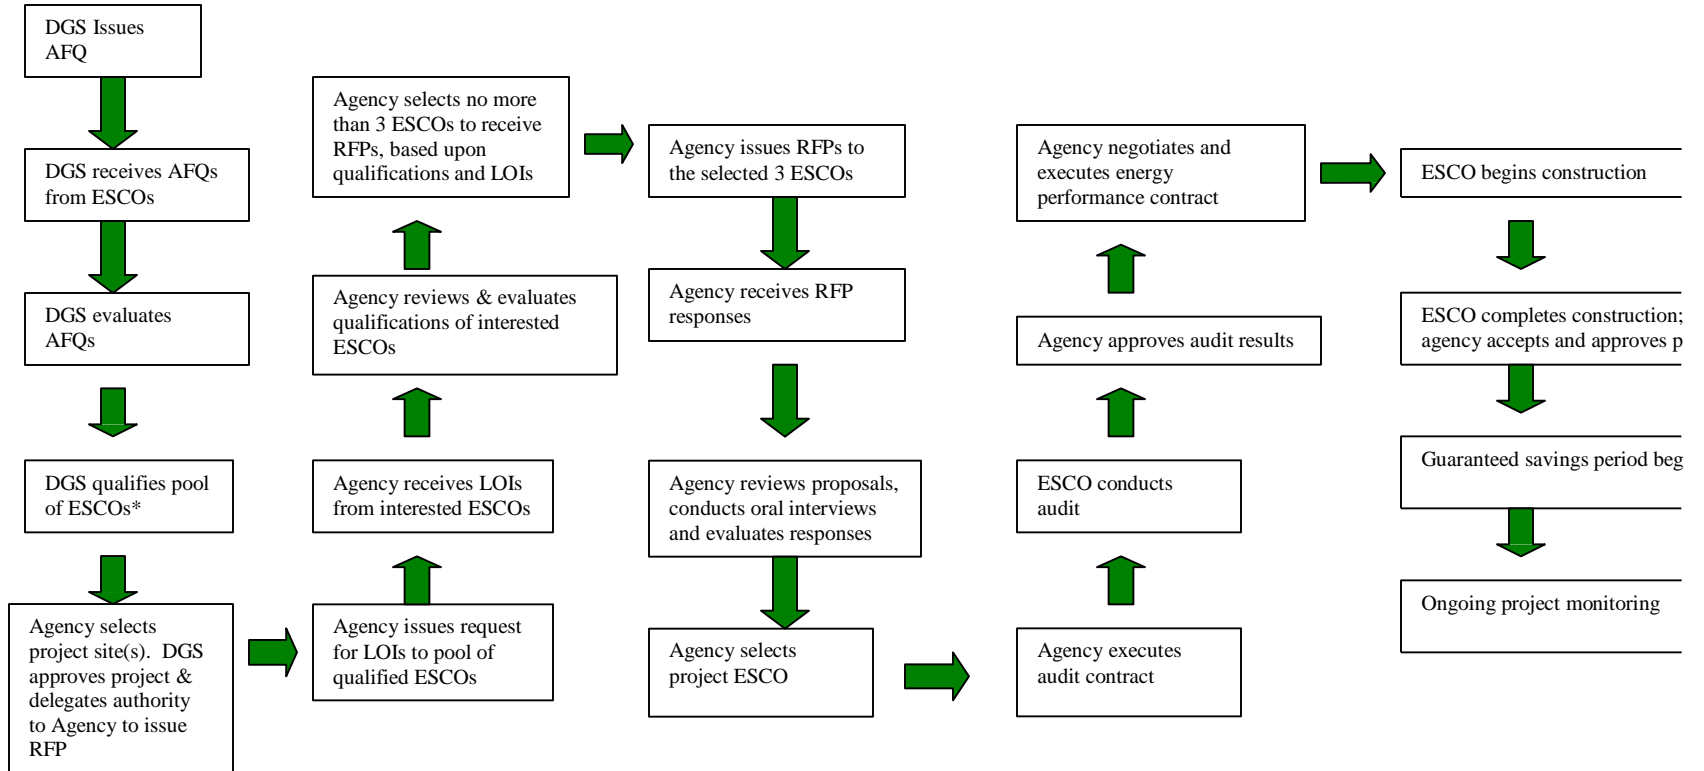 DGS Issues
AFQ
DGS receives AFQs
from ESCOs
DGS evaluates
AFQs
DGS qualifies pool
of ESCOs*
Agency selects
project site(s). DGS
approves project &
delegates authority
to Agency to issue
RFP
Agency issues request
for LOIs to pool of
qualified ESCOs
Agency receives LOIs
from interested ESCOs
Agency reviews & evaluates
qualifications of interested
ESCOs
Agency selects no more
than 3 ESCOs to receive
RFPs, based upon
qualifications and LOIs
Agency issues RFPs to
the selected 3 ESCOs
Agency receives RFP
responses
Agency reviews proposals,
conducts oral interviews
and evaluates responses
Agency selects
project ESCO
Agency executes
audit contract
ESCO conducts
audit
Agency approves audit results
Agency negotiates and
executes energy
performance contract
ESCO begins construction
ESCO completes construction;
agency accepts and approves
Guaranteed savings period
Ongoing project monitoring